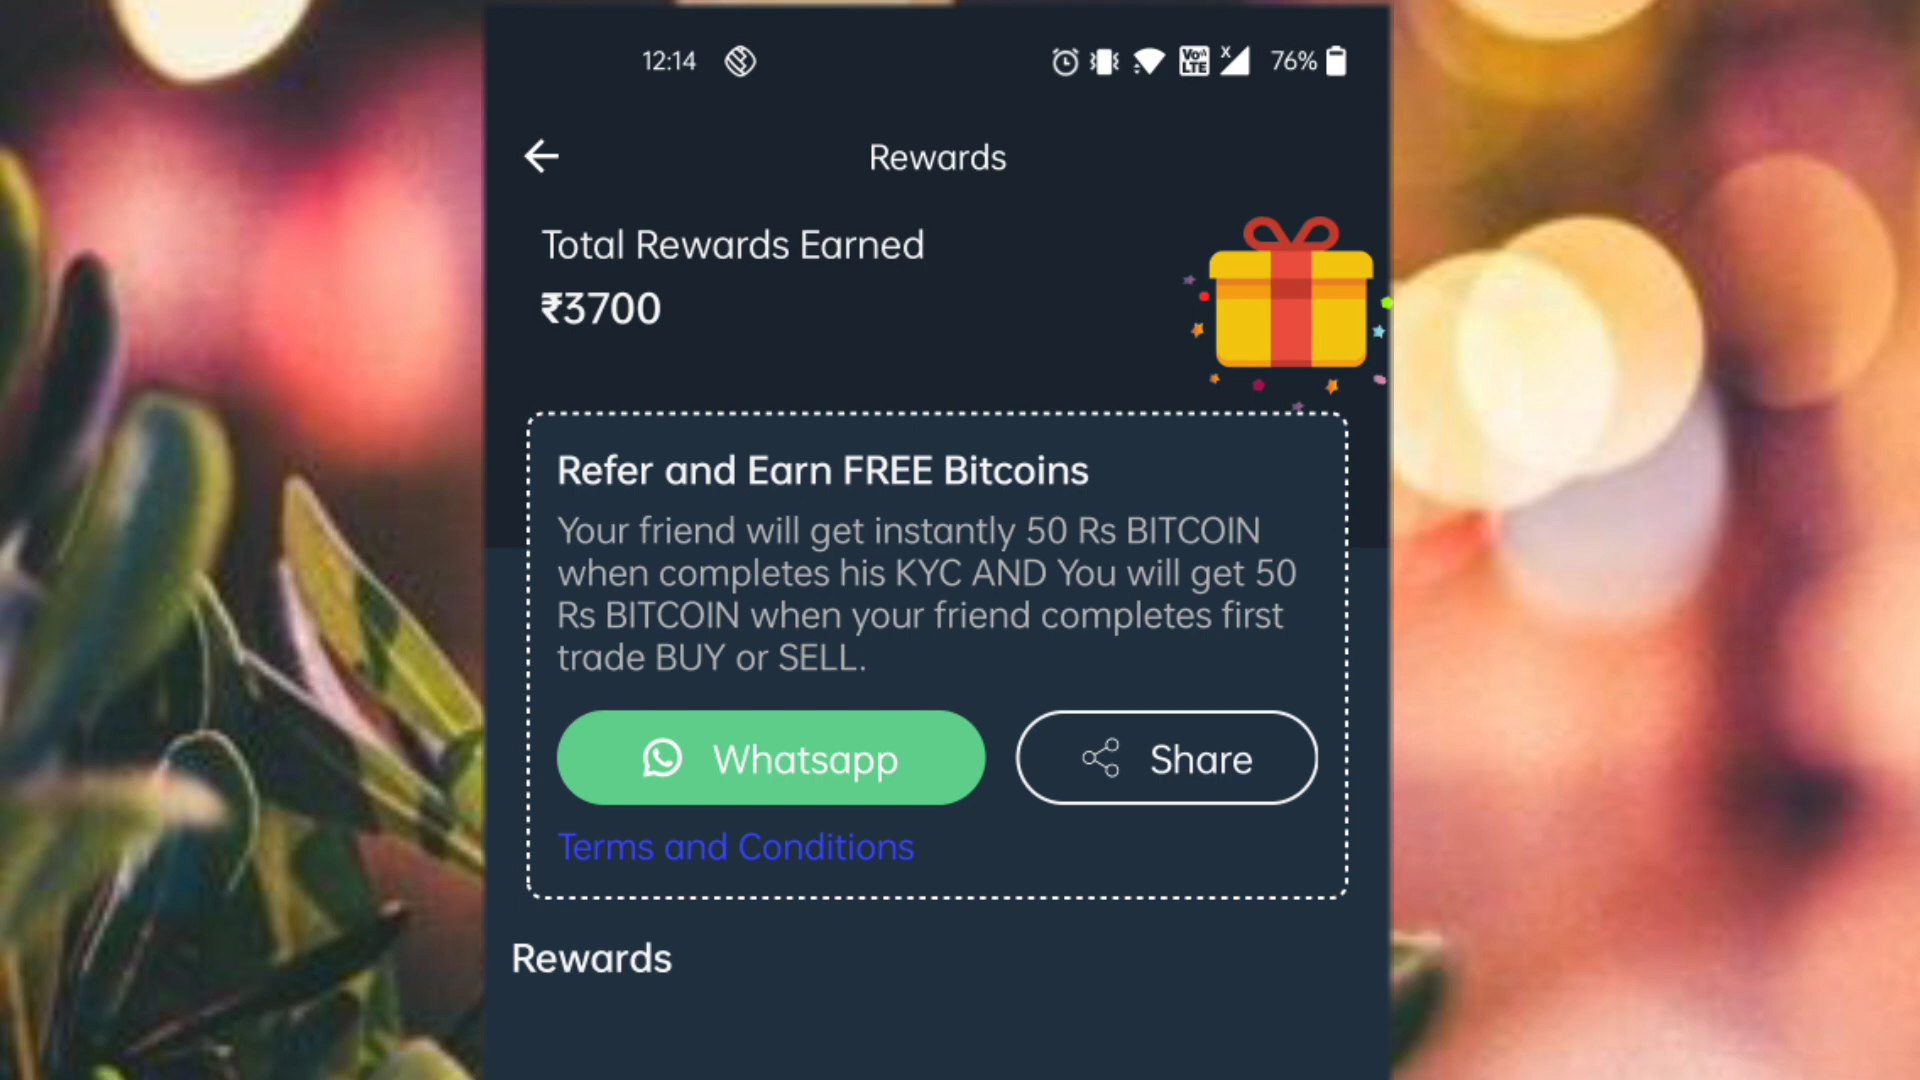 12:14
Vo LTE
X
76%
Rewards
Total Rewards Earned
₹3700
Refer and Earn FREE Bitcoins
Your friend will get instantly 50 Rs BITCOIN
when completes his KYC AND You will get 50
Rs BITCOIN when your friend completes first
trade BUY or SELL.
Whatsapp
Share
Terms and Conditions
Rewards